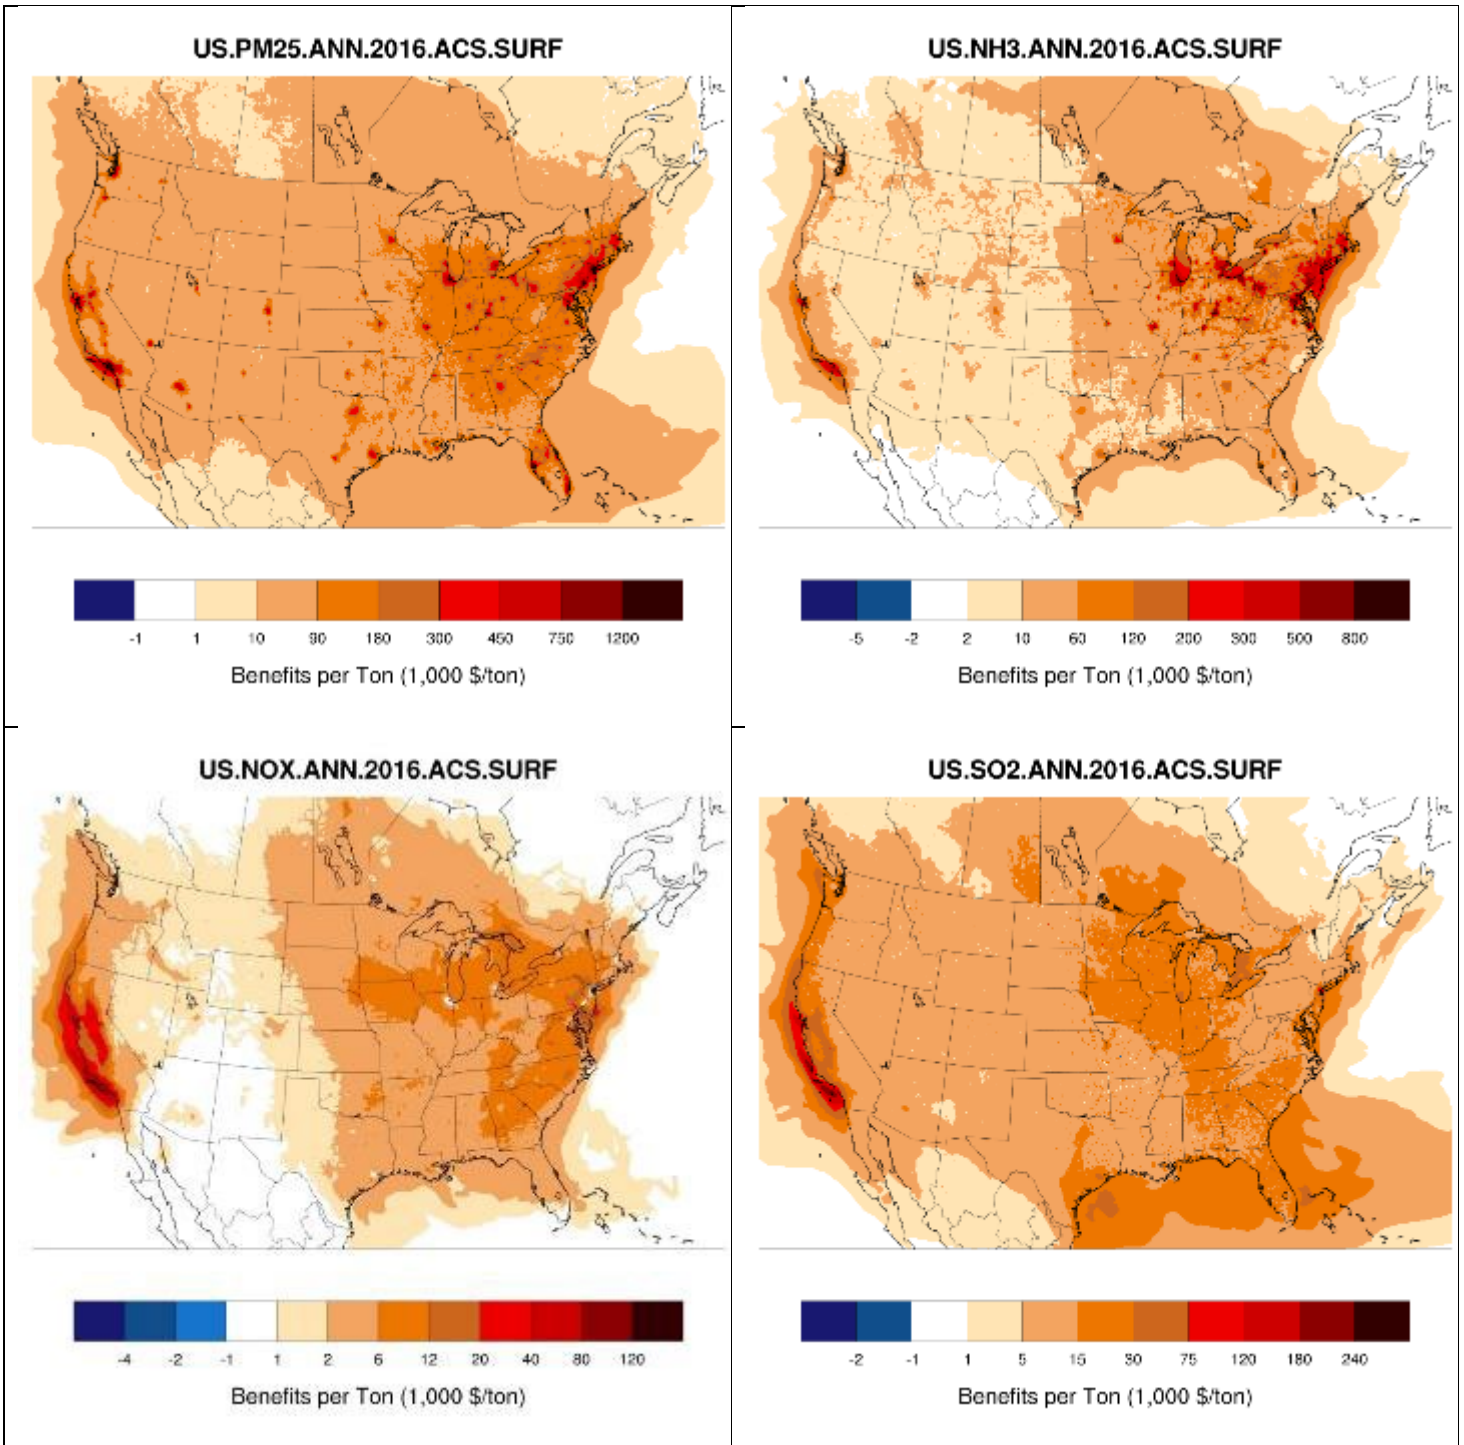 US.PM25.ANN.2016.ACS.SURF
-1 1 10 90 180 300 450 750 1200
Benefits per Ton (1,000 $/ton)
US.NH3.ANN.2016.ACS.SURF
-5 -2 2 10 60 120 200 300 500 800
Benefits per Ton (1,000 $/ton)
US.NOX.ANN.2016.ACS.SURF
-4 -2 -1 1 2 6 12 20 40 80 120
Benefits per Ton (1,000 $/ton)
US.SO2.ANN.2016.ACS.SURF
-2 -1 1 5 15 30 75 120 180 240
Benefits per Ton (1,000 $/ton)